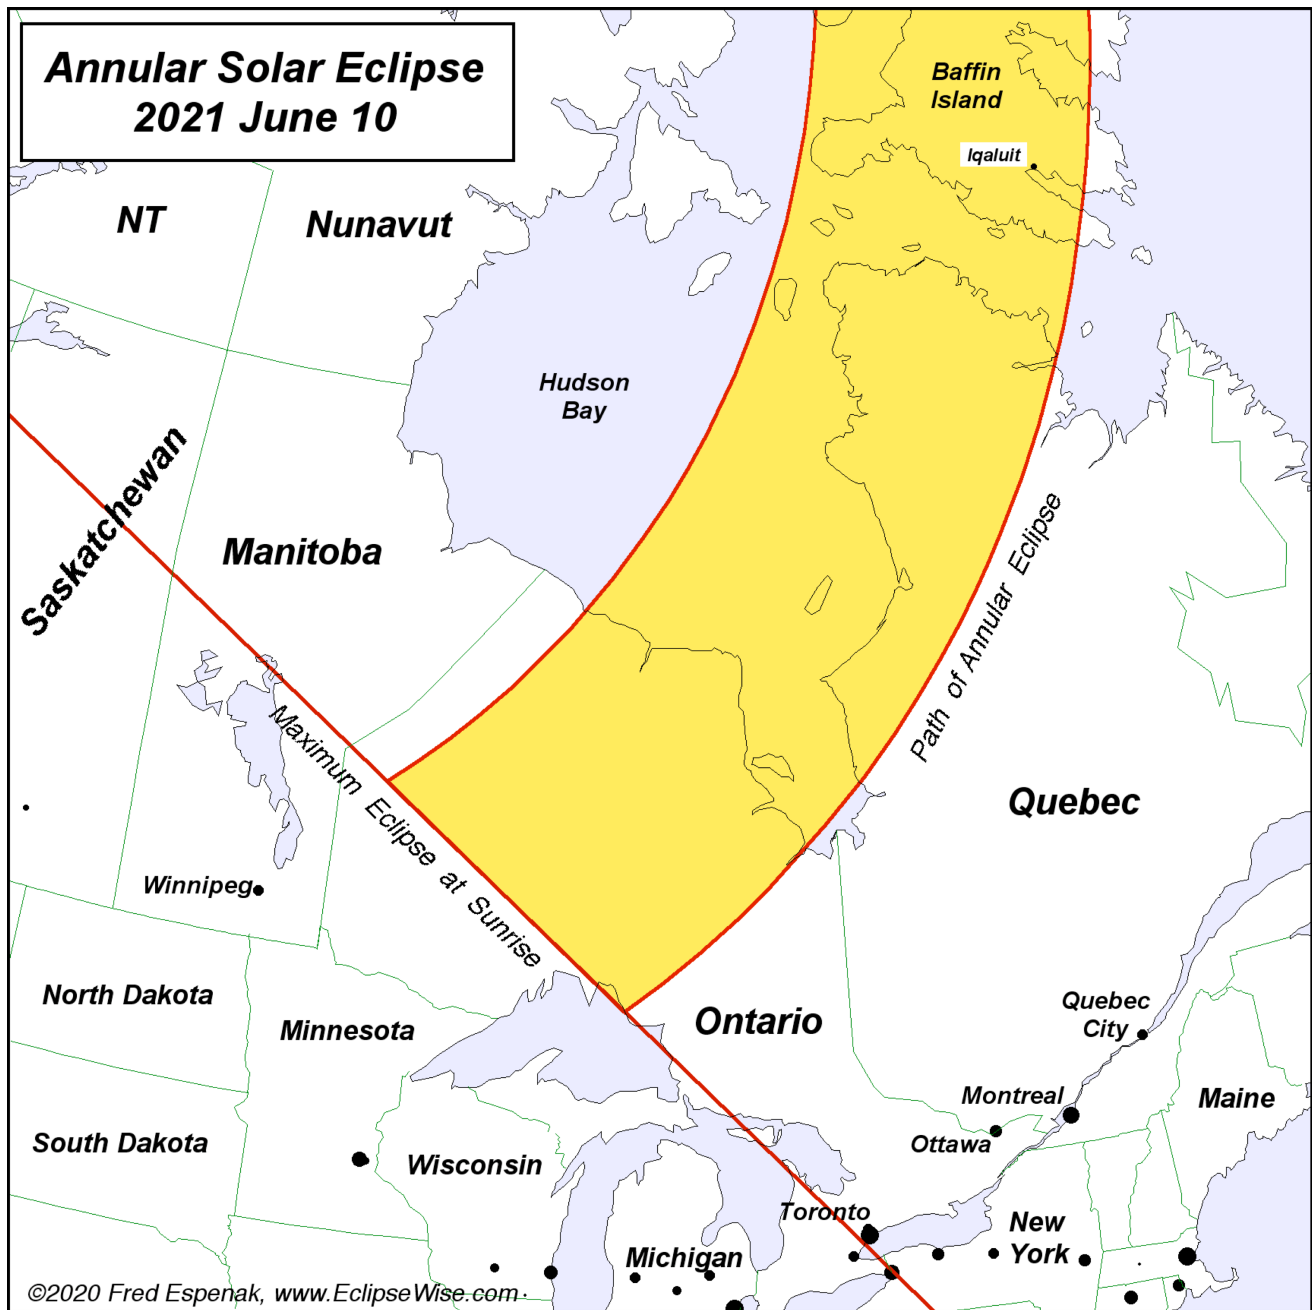 Annular Solar Eclipse
2021 June 10
Baffin
Island
Iqaluit
NT
Nunavut
Hudson
Bay
Saskatchewan
Manitoba
Path of Annular Eclipse
Maximum Eclipse at Sunrise
Quebec
Winnipeg
North Dakota
Minnesota
Ontario
Quebec
City
Montreal
Maine
South Dakota
Wisconsin
Ottawa
Toronto
New
York
Michigan
©2020 Fred Espenak, www.EclipseWise.com